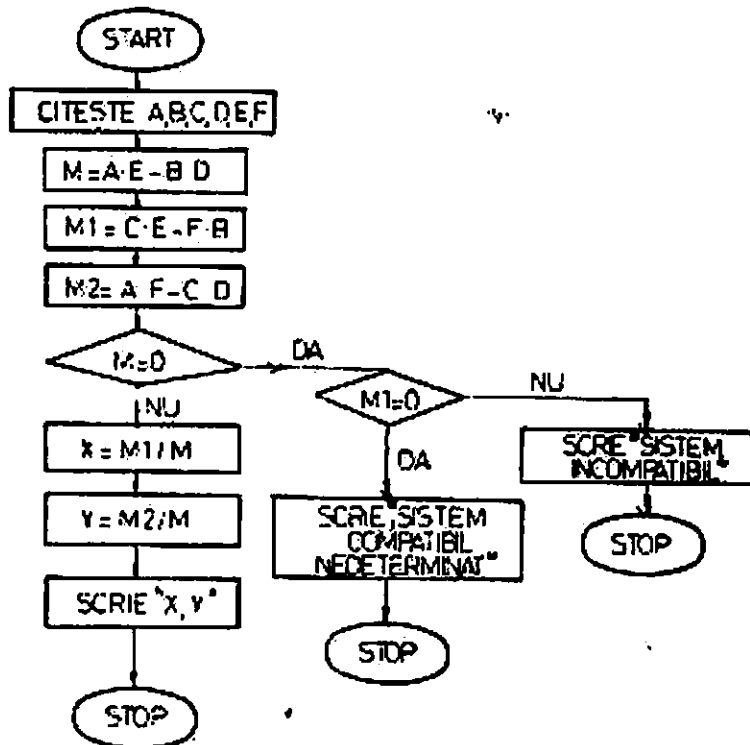 START
CITESTE A,B,C,D,E,F
M=A·E-B D
M1=C·E-F·B
M2=A F-C D
M=0
DA
NU
M1=0
NU
DA
X=M1/M
Y=M2/M
SCRIE "X,Y"
STOP
SCRIE "SISTEM
COMPATIBIL
NEDETERMINAT"
STOP
SCRIE "SISTEM
INCOMPATIBIL"
STOP